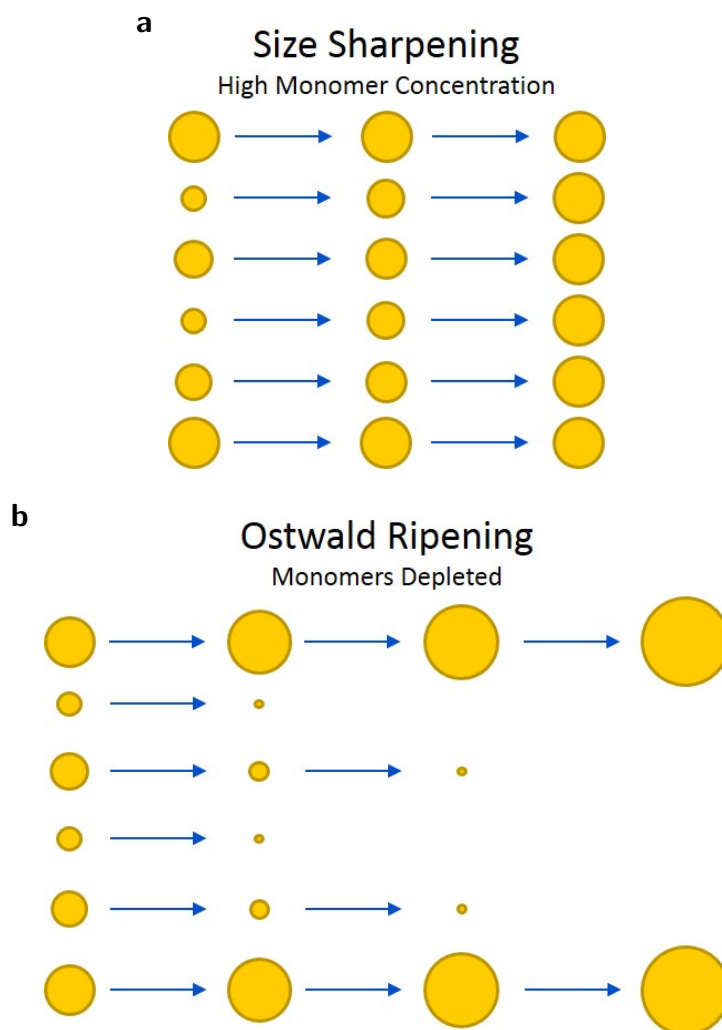 a
Size Sharpening
High Monomer Concentration
b
Ostwald Ripening
Monomers Depleted